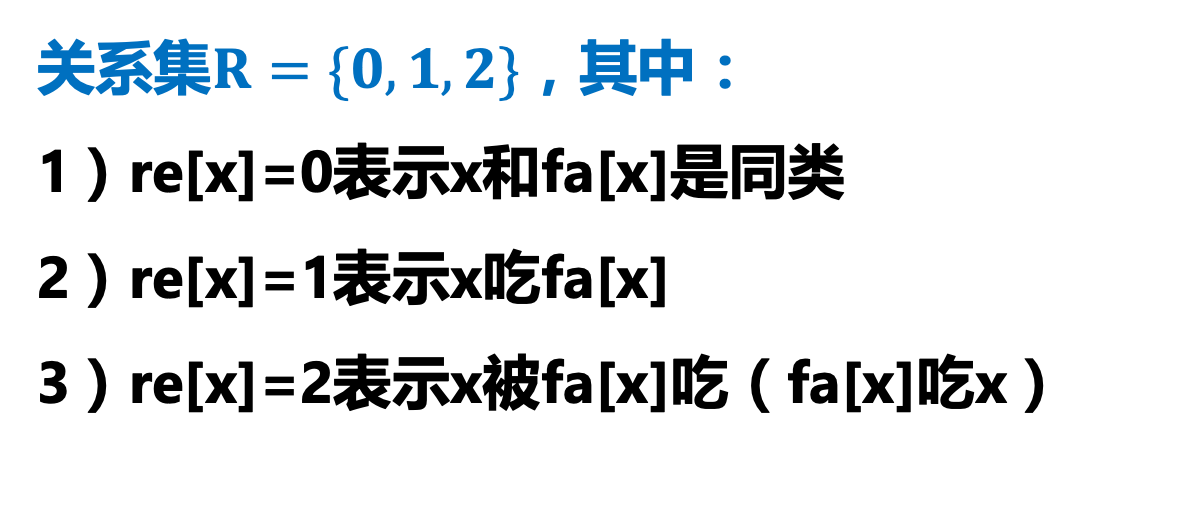 关系集R = {0, 1, 2}，其中：
1）re[x]=0表示x和fa[x]是同类
2）re[x]=1表示x吃fa[x]
3）re[x]=2表示x被fa[x]吃（fa[x]吃x）